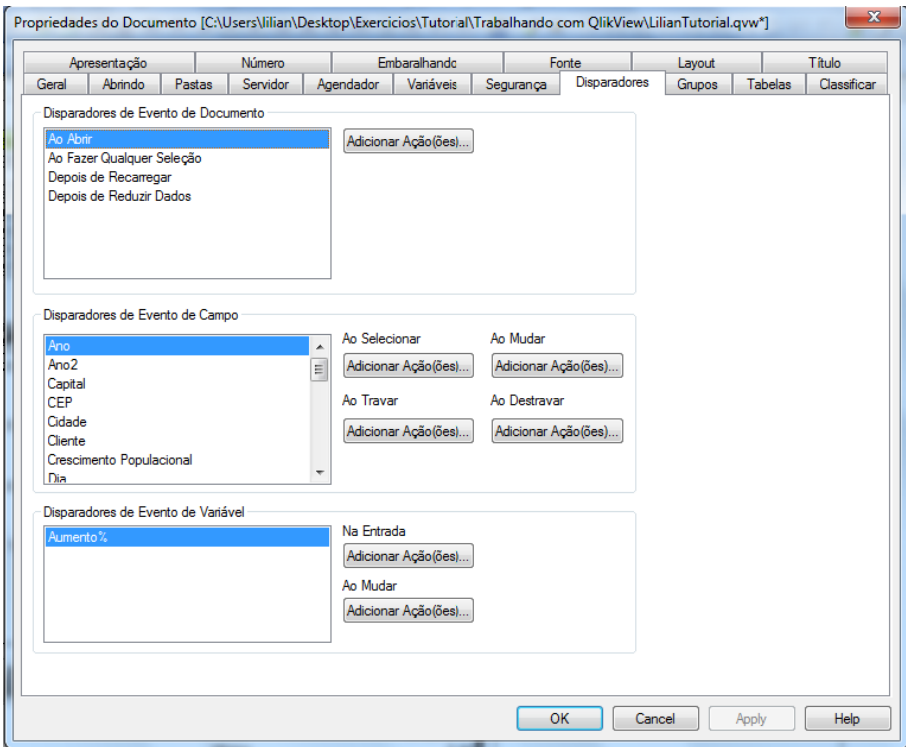 Propriedades do Documento [C:\Users\lilian\Desktop\Exercicios\Tutorial\Trabalhando com QlikView\LilianTutorial.qvw*]
Apresentação Número Embaralhando Fonte Layout Título
Geral Abrindo Pastas Servidor Agendador Variáveis Segurança Disparadores Grupos Tabelas Classificar
Disparadores de Evento de Documento
Ao Abrir
Adicionar Ação(ões)...
Ao Fazer Qualquer Seleção
Depois de Recarregar
Depois de Reduzir Dados
Disparadores de Evento de Campo
Ao Selecionar Ao Mudar
Ano
Ano2
Adicionar Ação(ões)... Adicionar Ação(ões)...
Capital
CEP
Ao Travar Ao Destravar
Cidade
Cliente
Adicionar Ação(ões)... Adicionar Ação(ões)...
Crescimento Populacional
Dia
Disparadores de Evento de Variável
Aumento%
Na Entrada
Adicionar Ação(ões)...
Ao Mudar
Adicionar Ação(ões)...
OK Cancel Apply Help